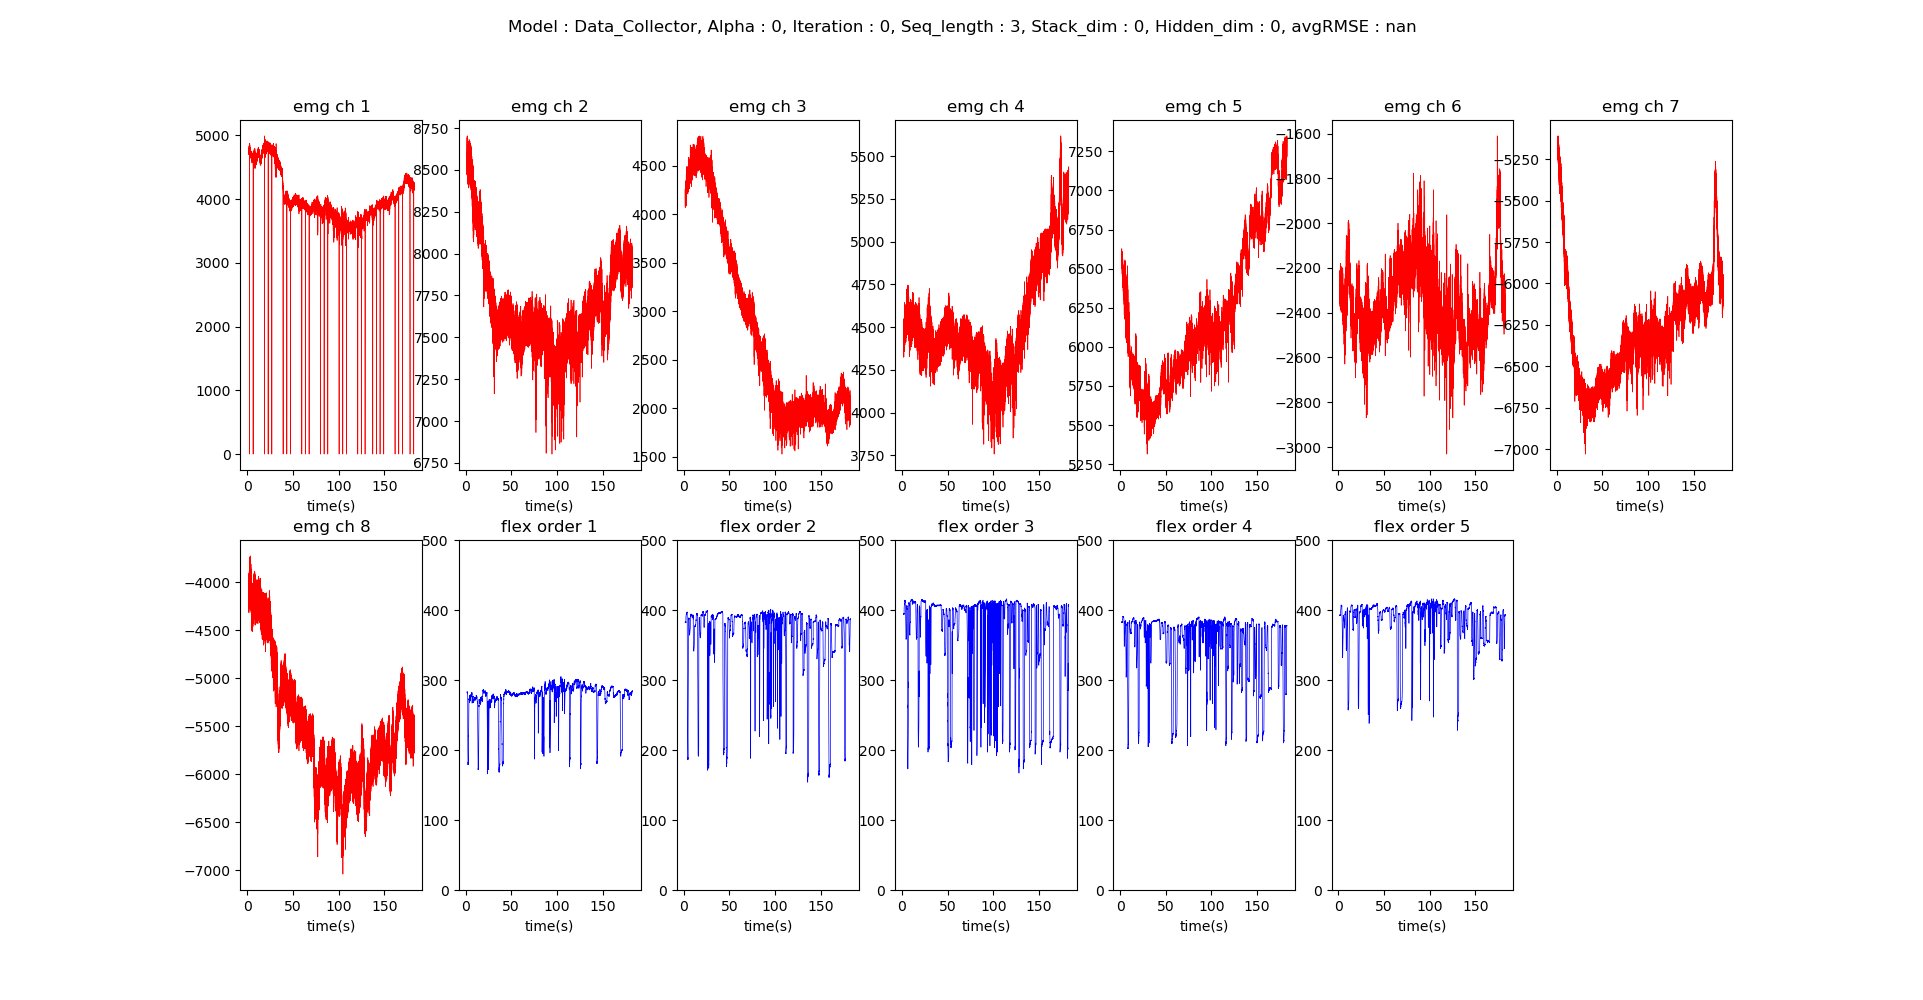 Model : Data_Collector, Alpha : 0, Iteration : 0, Seq_length : 3, Stack_dim : 0, Hidden_dim : 0, avgRMSE : nan
emg ch 1
5000
4000
3000
2000
1000
0
0 50 100 150
time(s)
emg ch 2
8750
8500
8250
8000
7750
7500
7250
7000
6750
0 50 100 150
time(s)
emg ch 3
4500
4000
3500
3000
2500
2000
1500
0 50 100 150
time(s)
emg ch 4
5500
5250
5000
4750
4500
4250
4000
3750
0 50 100 150
time(s)
emg ch 5
7250
7000
6750
6500
6250
6000
5750
5500
5250
0 50 100 150
time(s)
emg ch 6
−1600
−1800
−2000
−2200
−2400
−2600
−2800
−3000
0 50 100 150
time(s)
emg ch 7
−5250
−5500
−5750
−6000
−6250
−6500
−6750
−7000
0 50 100 150
time(s)
emg ch 8
−4000
−4500
−5000
−5500
−6000
−6500
−7000
0 50 100 150
time(s)
flex order 1
500
400
300
200
100
0
0 50 100 150
time(s)
flex order 2
500
400
300
200
100
0
0 50 100 150
time(s)
flex order 3
500
400
300
200
100
0
0 50 100 150
time(s)
flex order 4
500
400
300
200
100
0
0 50 100 150
time(s)
flex order 5
500
400
300
200
100
0
0 50 100 150
time(s)